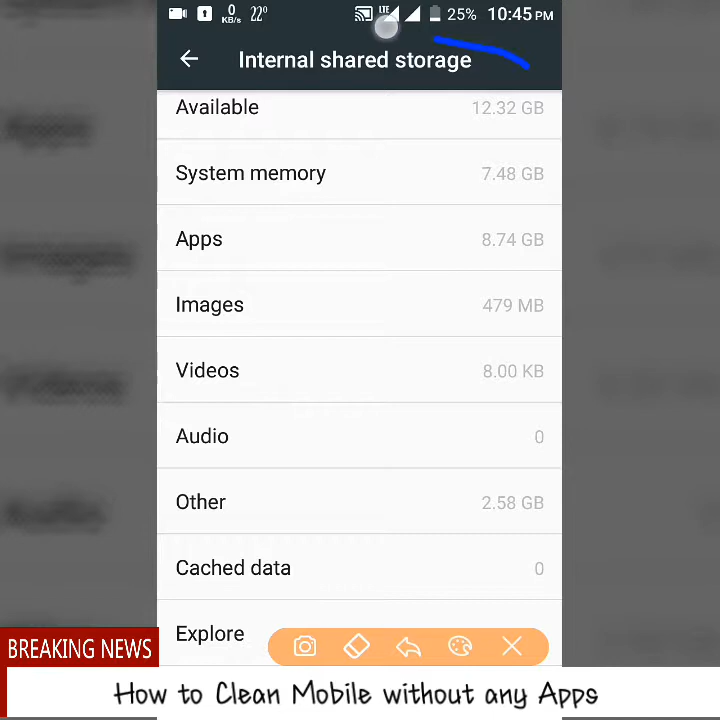 0 KB/s 22° LTE 25% 10:45 PM
Internal shared storage
Available 12.32 GB
System memory 7.48 GB
Apps 8.74 GB
Images 479 MB
Videos 8.00 KB
Audio 0
Other 2.58 GB
Cached data 0
Explore
BREAKING NEWS
How to Clean Mobile without any Apps